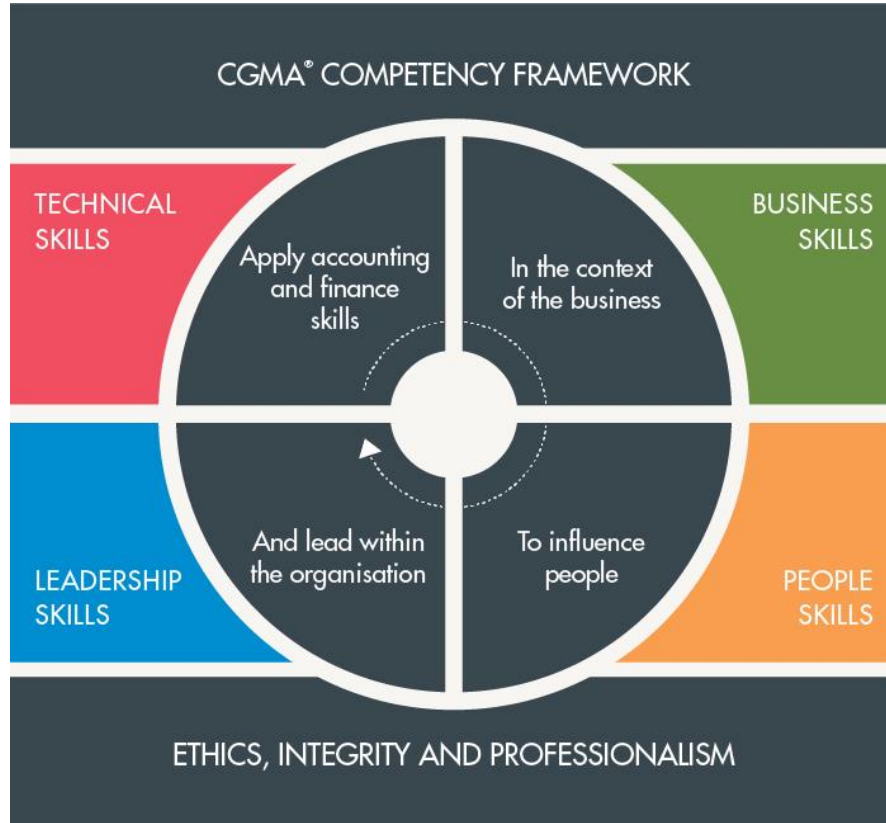 CGMA® COMPETENCY FRAMEWORK
TECHNICAL
SKILLS
Apply accounting
and finance
skills
In the context
of the business
BUSINESS
SKILLS
LEADERSHIP
SKILLS
And lead within
the organisation
To influence
people
PEOPLE
SKILLS
ETHICS, INTEGRITY AND PROFESSIONALISM